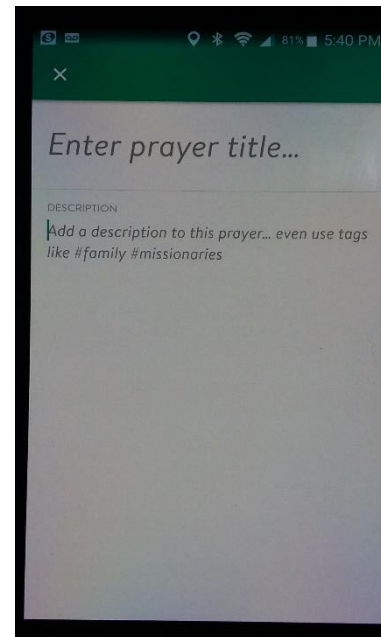 81% 5:40 PM
×
Enter prayer title...
DESCRIPTION
Add a description to this prayer... even use tags
like #family #missionaries